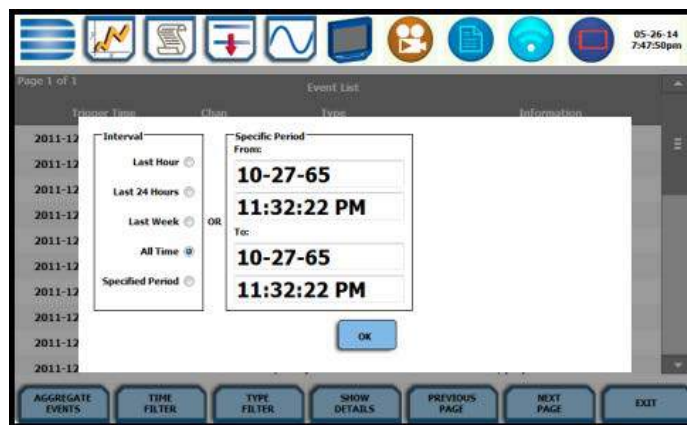 05-26-14
7:47:50pm
Page 1 of 1
Event List
Trigger Time Chan Type Information
2011-12
2011-12
2011-12
2011-12
2011-12
2011-12
2011-12
2011-12
2011-12
2011-12
Interval
Last Hour
Last 24 Hours
Last Week
All Time
Specified Period
OR
Specific Period
From:
10-27-65
11:32:22 PM
To:
10-27-65
11:32:22 PM
OK
AGGREGATE EVENTS
TIME FILTER
TYPE FILTER
SHOW DETAILS
PREVIOUS PAGE
NEXT PAGE
EXIT